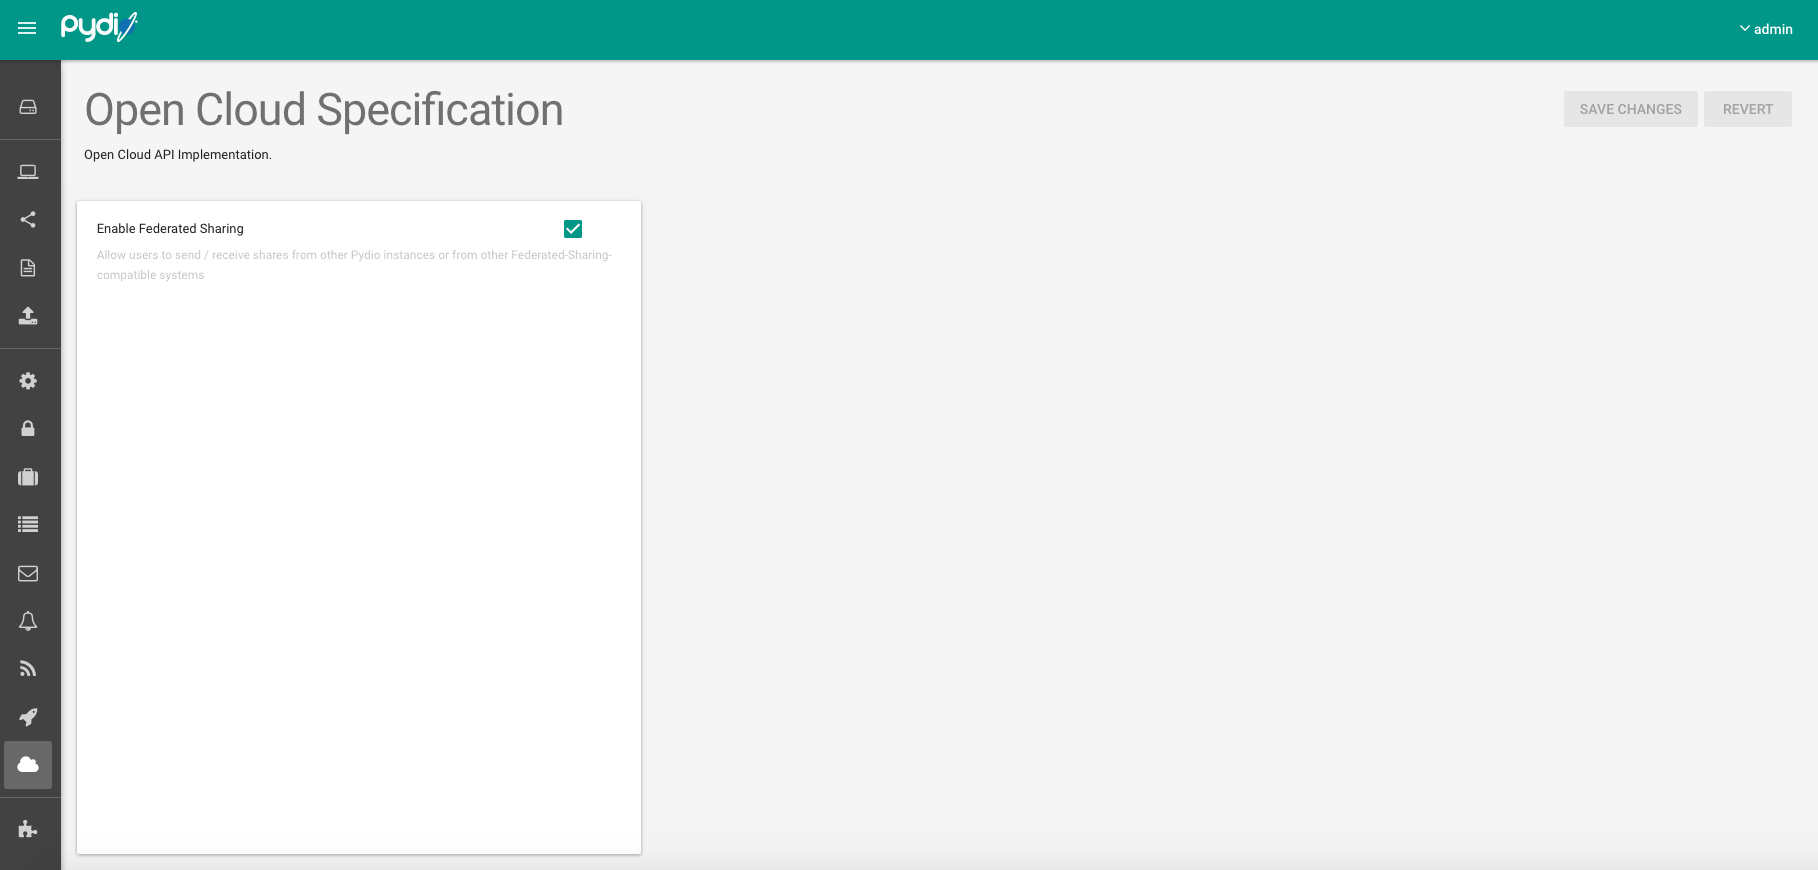 pydio
admin
Open Cloud Specification
SAVE CHANGES
REVERT
Open Cloud API Implementation.
Enable Federated Sharing
Allow users to send / receive shares from other Pydio instances or from other Federated-Sharing-
compatible systems